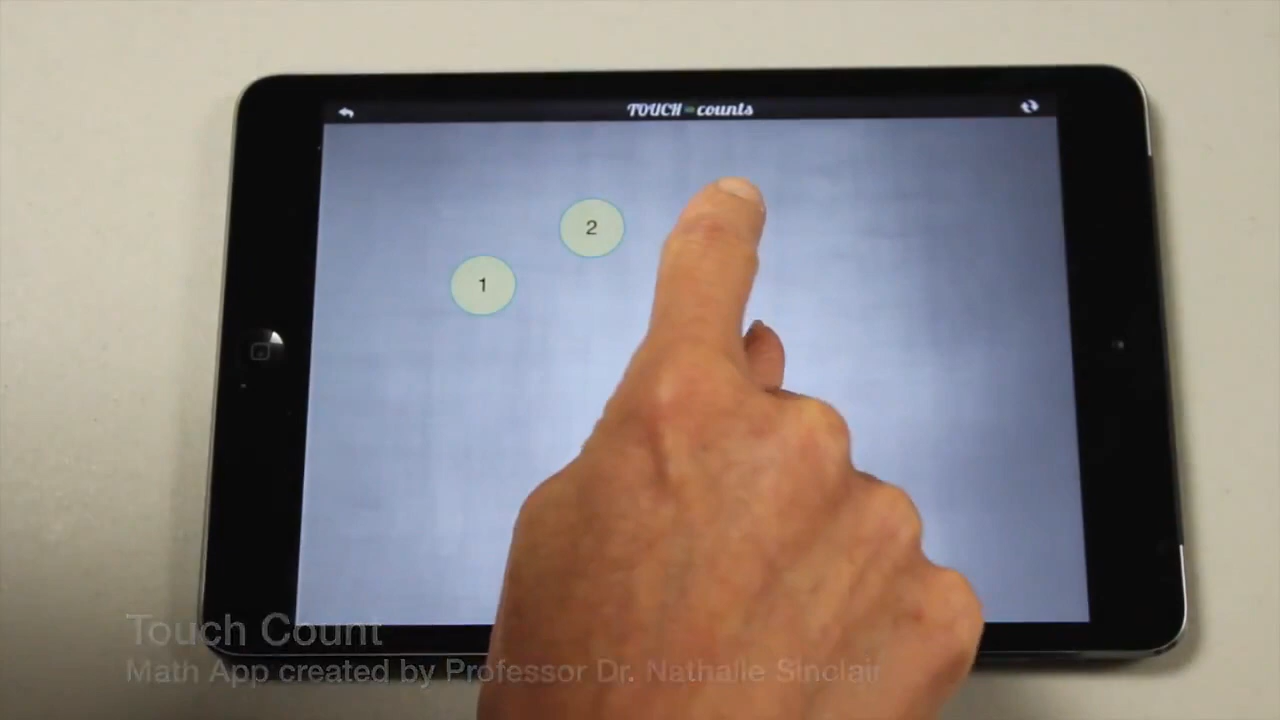 TOUCH counts
2
1
Touch Count
Math App created by Professor Dr. Nathalie Sinclair